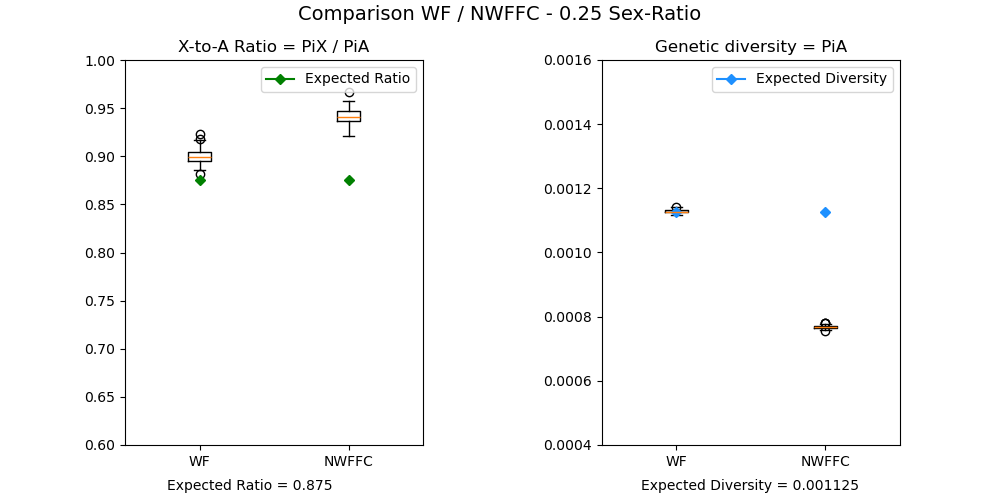 Comparison WF / NWFFC - 0.25 Sex-Ratio
X-to-A Ratio = PiX / PiA
Expected Ratio
1.00
0.95
0.90
0.85
0.80
0.75
0.70
0.65
0.60
WF
NWFFC
Expected Ratio = 0.875
Genetic diversity = PiA
Expected Diversity
0.0016
0.0014
0.0012
0.0010
0.0008
0.0006
0.0004
WF
NWFFC
Expected Diversity = 0.001125